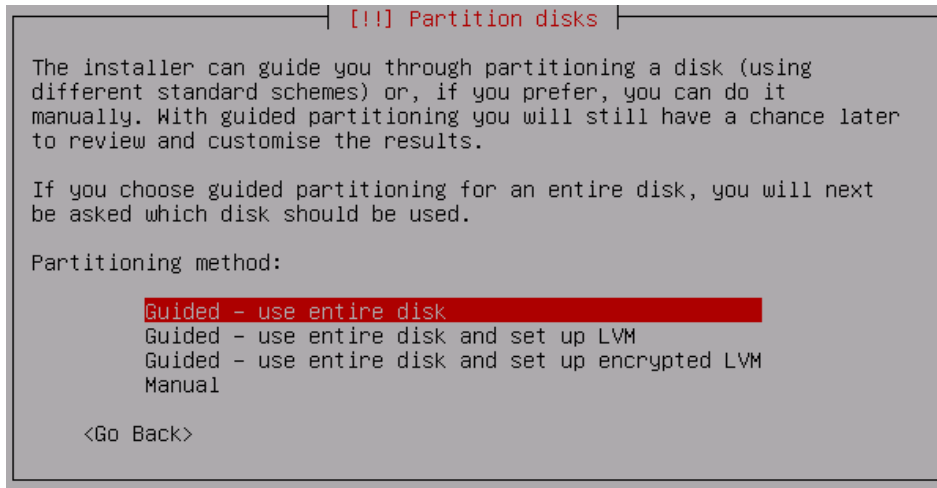 [!!] Partition disks
The installer can guide you through partitioning a disk (using
different standard schemes) or, if you prefer, you can do it
manually. With guided partitioning you will still have a chance later
to review and customise the results.
If you choose guided partitioning for an entire disk, you will next
be asked which disk should be used.
Partitioning method:
Guided – use entire disk
Guided – use entire disk and set up LVM
Guided – use entire disk and set up encrypted LVM
Manual
<Go Back>